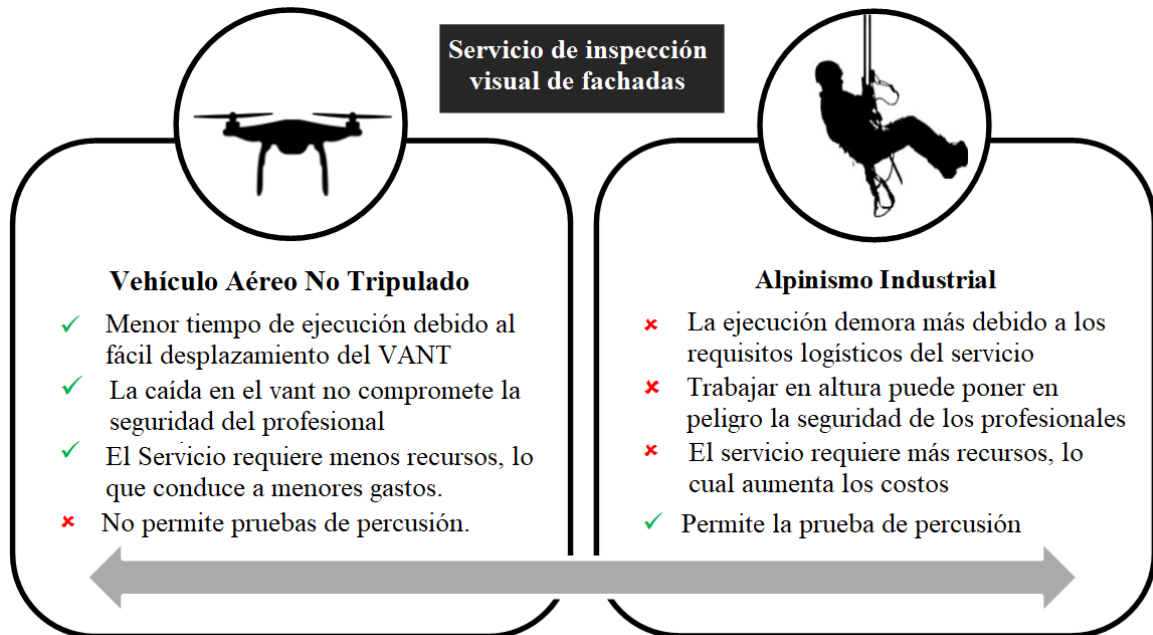 Servicio de inspección
visual de fachadas
Vehículo Aéreo No Tripulado
✓ Menor tiempo de ejecución debido al
fácil desplazamiento del VANT
✓ La caída en el vant no compromete la
seguridad del profesional
✓ El Servicio requiere menos recursos, lo
que conduce a menores gastos.
✗ No permite pruebas de percusión.
Alpinismo Industrial
✗ La ejecución demora más debido a los
requisitos logísticos del servicio
✗ Trabajar en altura puede poner en
peligro la seguridad de los profesionales
✗ El servicio requiere más recursos, lo
cual aumenta los costos
✓ Permite la prueba de percusión